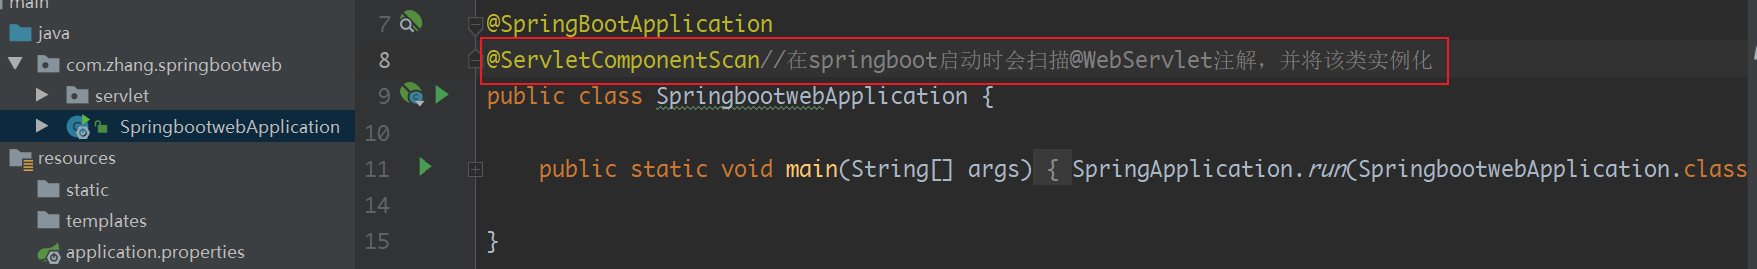 main
java
com.zhang.springbootweb
servlet
SpringbootwebApplication
resources
static
templates
application.properties
7 @SpringBootApplication
8 @ServletComponentScan//在springboot启动时会扫描@WebServlet注解，并将该类实例化
9 public class SpringbootwebApplication {
10
11 public static void main(String[] args) { SpringApplication.run(SpringbootwebApplication.class
14
15 }